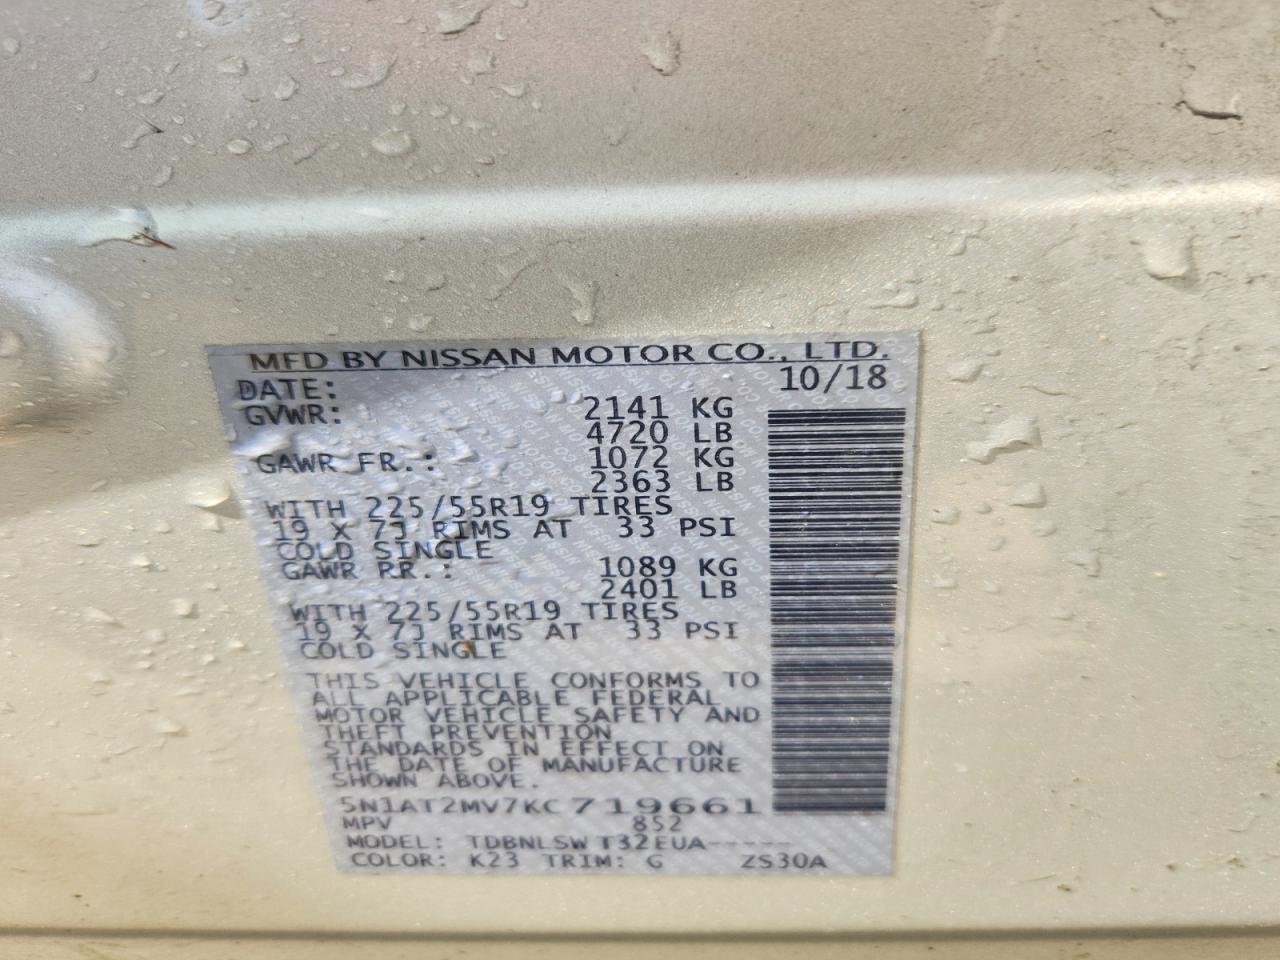 MFD BY NISSAN MOTOR CO., LTD.
DATE: 10/18
GVWR: 2141 KG
4720 LB
GAWR FR.: 1072 KG
2363 LB
WITH 225/55R19 TIRES
19 X 7J RIMS AT 33 PSI
COLD SINGLE
GAWR RR.: 1089 KG
2401 LB
WITH 225/55R19 TIRES
19 X 7J RIMS AT 33 PSI
COLD SINGLE
THIS VEHICLE CONFORMS TO
ALL APPLICABLE FEDERAL
MOTOR VEHICLE SAFETY AND
THEFT PREVENTION
STANDARDS IN EFFECT ON
THE DATE OF MANUFACTURE
SHOWN ABOVE.
5N1AT2MV7KC719661
MPV 852
MODEL: TDBNLSW T32EUA-----
COLOR: K23 TRIM: G ZS30A